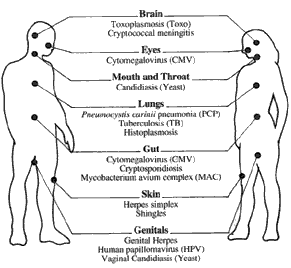 Brain
Toxoplasmosis (Toxo)
Cryptococcal meningitis
Eyes
Cytomegalovirus (CMV)
Mouth and Throat
Candidiasis (Yeast)
Lungs
Pneumocystis carinii pneumonia (PCP)
Tuberculosis (TB)
Histoplasmosis
Gut
Cytomegalovirus (CMV)
Cryptospondiosis
Mycobacterium avum complex (MAC)
Skin
Herpes simplex
Shingles
Genitals
Genital Herpes
Human papillomavirus (HPV)
Vaginal Candidiasis (Yeast)